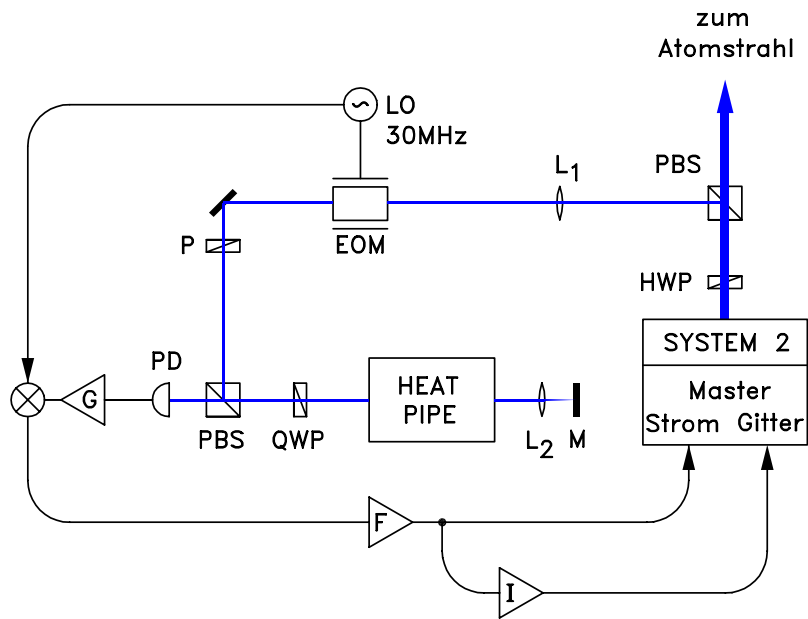 zum
Atomstrahl
LO
30MHz
L1
PBS
P
EOM
HWP
SYSTEM 2
PD
HEAT
PIPE
Master
Strom Gitter
G
PBS
QWP
L2
M
F
I